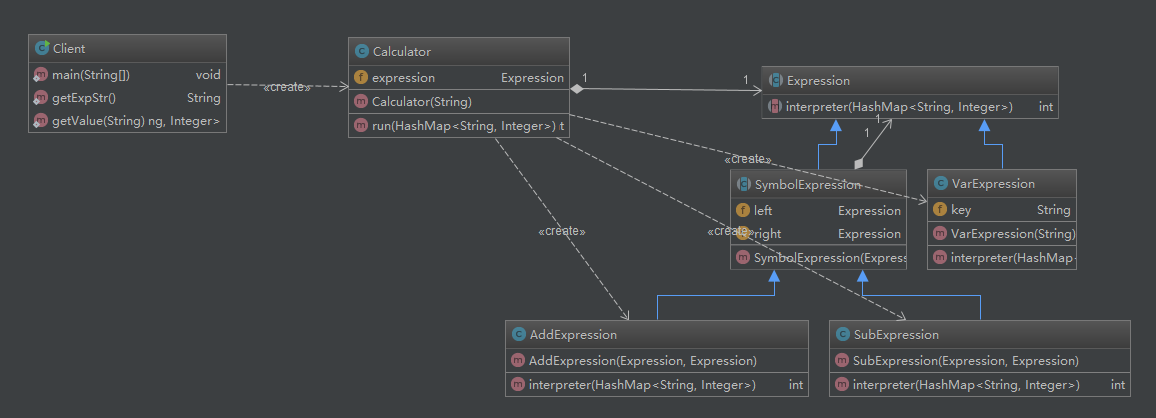 Client
main(String[]) void
getExpStr() String
getValue(String) ng, Integer>
«create»
Calculator
expression Expression
Calculator(String)
run(HashMap<String, Integer>) t
1
1
Expression
interpreter(HashMap<String, Integer>) int
1
1
«create»
«create»
«create»
SymbolExpression
left Expression
right Expression
SymbolExpression(Express
VarExpression
key String
VarExpression(String)
interpreter(HashMap
AddExpression
AddExpression(Expression, Expression)
interpreter(HashMap<String, Integer>) int
SubExpression
SubExpression(Expression, Expression)
interpreter(HashMap<String, Integer>) int